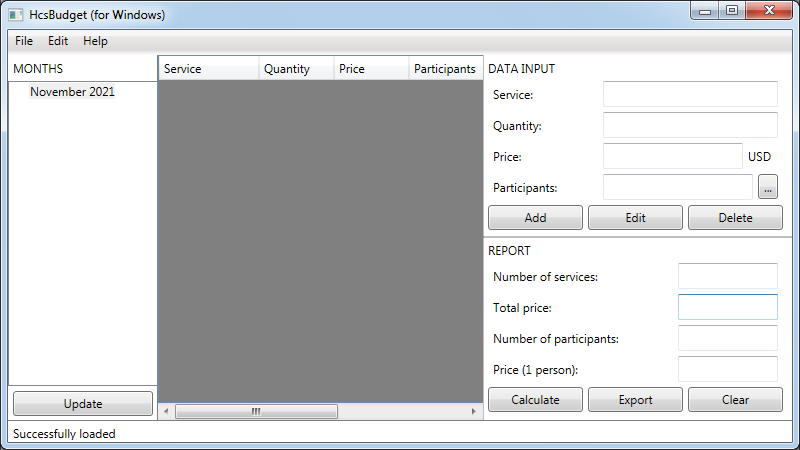 HcsBudget (for Windows)
File Edit Help
MONTHS
November 2021
Update
Service Quantity Price Participants
DATA INPUT
Service:
Quantity:
Price: USD
Participants: ...
Add Edit Delete
REPORT
Number of services:
Total price:
Number of participants:
Price (1 person):
Calculate Export Clear
Successfully loaded